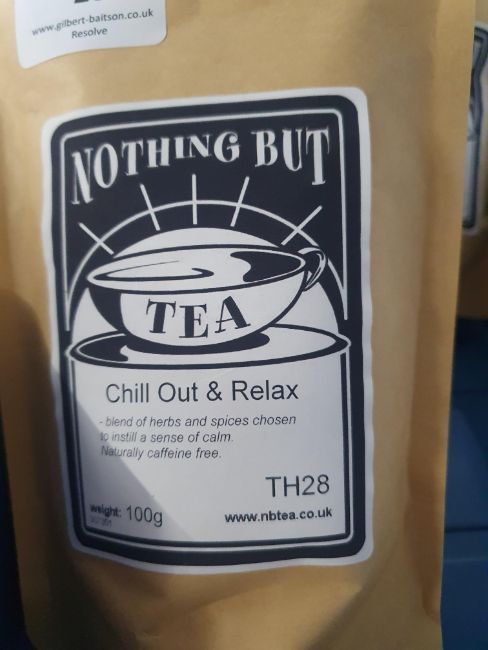 www.gilbert-baitson.co.uk
Resolve
NOTHING BUT
TEA
Chill Out & Relax
- blend of herbs and spices chosen
to instill a sense of calm.
Naturally caffeine free.
TH28
weight: 100g
www.nbtea.co.uk